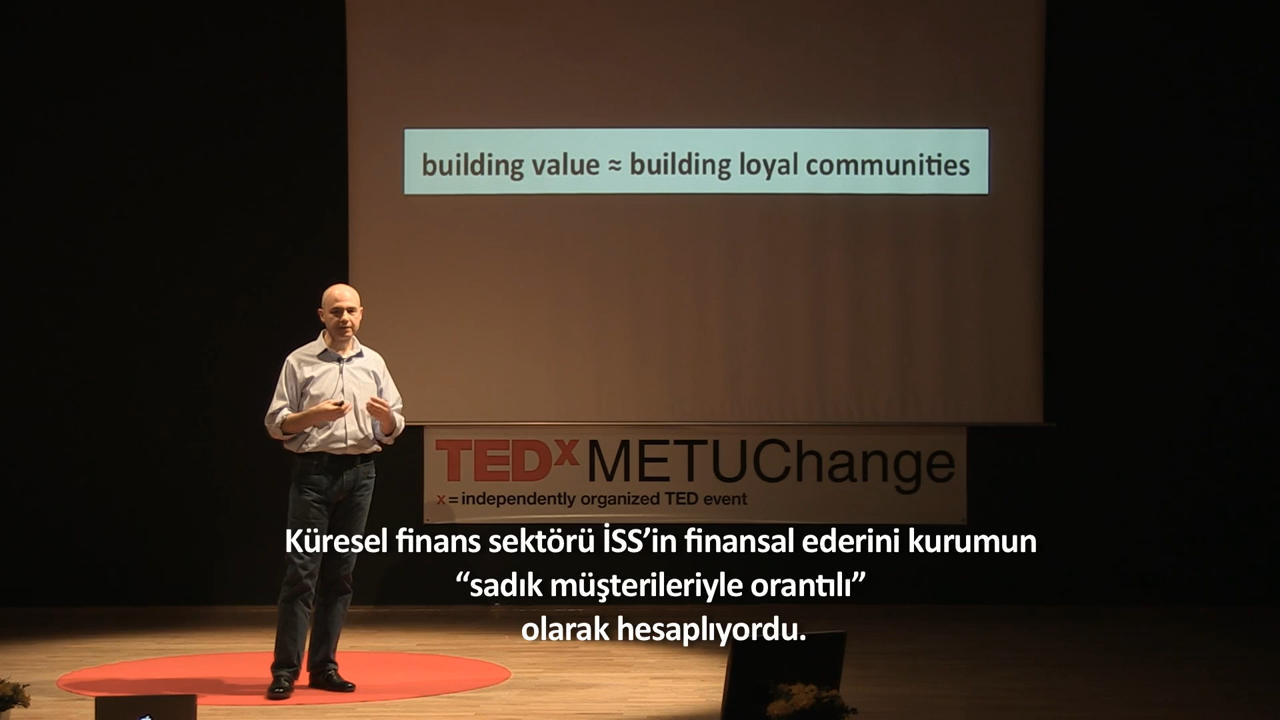 building value ≈ building loyal communities
TEDx METUChange
x = independently organized TED event
Küresel finans sektörü İSS’in finansal ederini kurumun
“sadık müşterileriyle orantılı”
olarak hesaplıyordu.